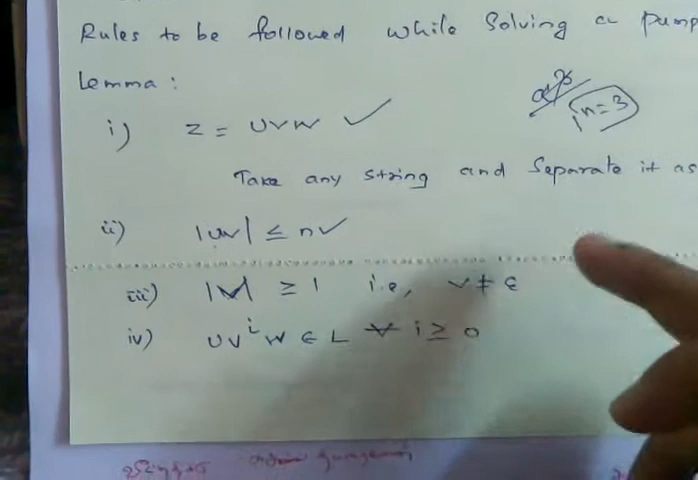 Rules to be followed while Solving a pump
Lemma :
i) z = uvw ✓
n=3
Take any string and Separate it as
ii) |uv| ≤ n ✓
iii) |v| ≥ 1 i.e, v ≠ ε
iv) uvⁱw ∈ L ∀ i ≥ 0